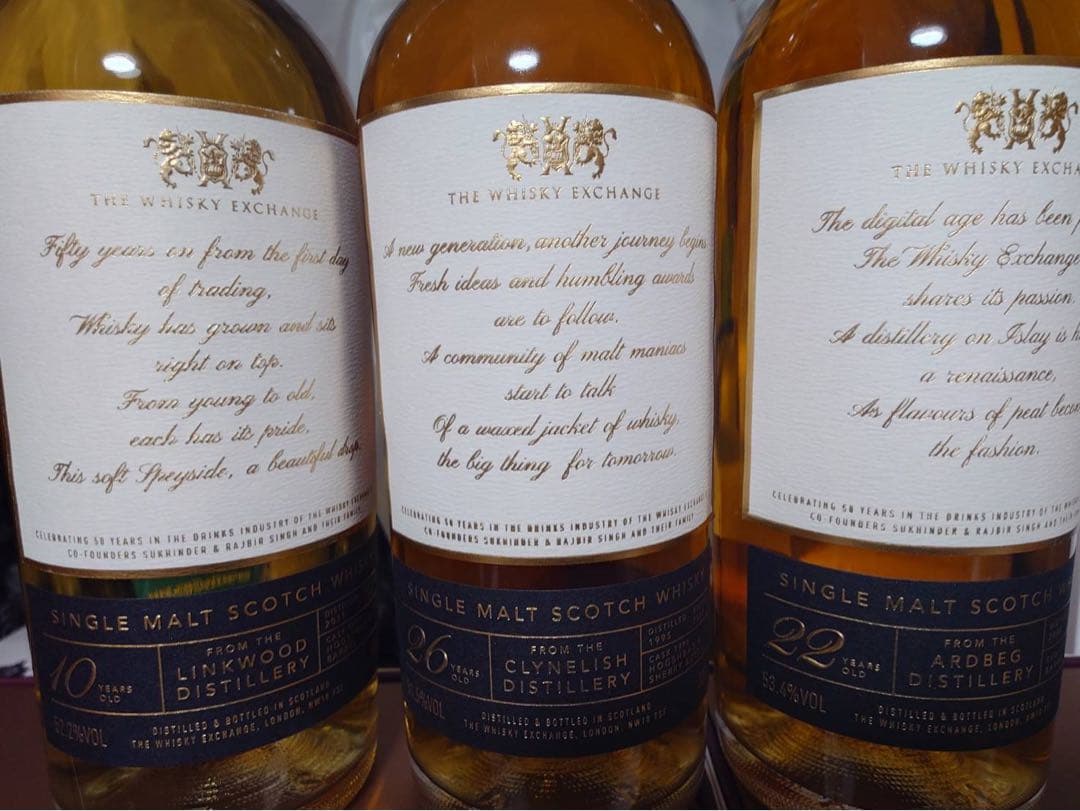 THE WHISKY EXCHANGE
Fifty years on from the first day
of trading,
Whisky has grown and sits
right on top.
From young to old,
each has its pride,
This soft Speyside, a beautiful drop.
CELEBRATING 50 YEARS IN THE DRINKS INDUSTRY OF THE WHISKY EXCHANGE
CO-FOUNDERS SUKHINDER & RAJBIR SINGH AND THEIR FAMILY
SINGLE MALT SCOTCH WHISKY
10 YEARS OLD
FROM THE
LINKWOOD
DISTILLERY
DISTILLED & BOTTLED IN SCOTLAND
THE WHISKY EXCHANGE, LONDON, NW10 7SF
THE WHISKY EXCHANGE
A new generation, another journey begins
Fresh ideas and humbling awards
are to follow.
A community of malt maniacs
start to talk
Of a waxed jacket of whisky,
the big thing for tomorrow.
CELEBRATING 50 YEARS IN THE DRINKS INDUSTRY OF THE WHISKY EXCHANGE
CO-FOUNDERS SUKHINDER & RAJBIR SINGH AND THEIR FAMILY
SINGLE MALT SCOTCH WHISKY
26 YEARS OLD
FROM THE
CLYNELISH
DISTILLERY
DISTILLED
1995
CASK TYPE
HOGSHEAD
SHERRY
DISTILLED & BOTTLED IN SCOTLAND
THE WHISKY EXCHANGE, LONDON, NW10 7SF
THE WHISKY EXCHA
The digital age has been
The Whisky Exchange
shares its passion.
A distillery on Islay is
a renaissance,
As flavours of peat
the fashion.
CELEBRATING 50 YEARS IN THE DRINKS INDUSTRY OF THE WHISKY
CO-FOUNDERS SUKHINDER & RAJBIR SINGH AND
SINGLE MALT SCOTCH
22 YEARS OLD
FROM THE
ARDBEG
DISTILLERY
53.4%VOL
DISTILLED & BOTTLED IN SCOTLAND
THE WHISKY EXCHANGE, LONDON, NW10